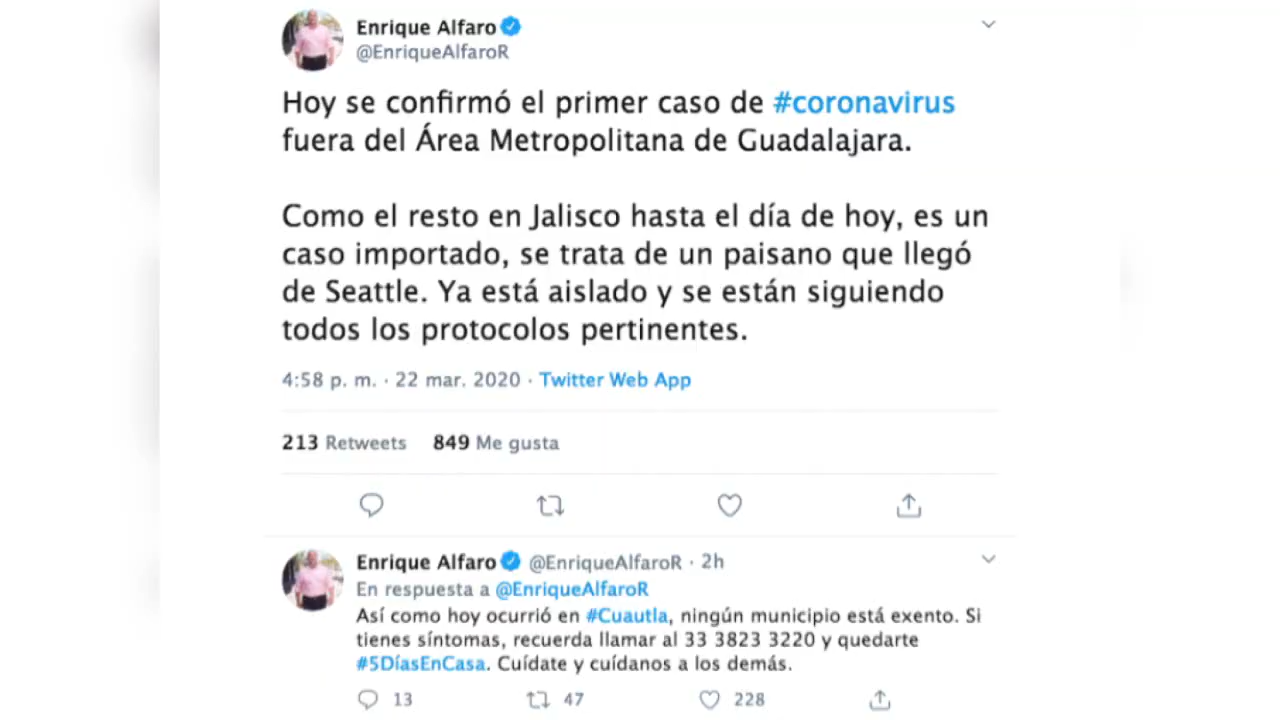 Enrique Alfaro
@EnriqueAlfaroR
Hoy se confirmó el primer caso de #coronavirus
fuera del Área Metropolitana de Guadalajara.
Como el resto en Jalisco hasta el día de hoy, es un
caso importado, se trata de un paisano que llegó
de Seattle. Ya está aislado y se están siguiendo
todos los protocolos pertinentes.
4:58 p. m. · 22 mar. 2020 · Twitter Web App
213 Retweets 849 Me gusta
Enrique Alfaro @EnriqueAlfaroR · 2h
En respuesta a @EnriqueAlfaroR
Así como hoy ocurrió en #Cuautla, ningún municipio está exento. Si
tienes síntomas, recuerda llamar al 33 3823 3220 y quedarte
#5DíasEnCasa. Cuídate y cuídanos a los demás.
13 47 228